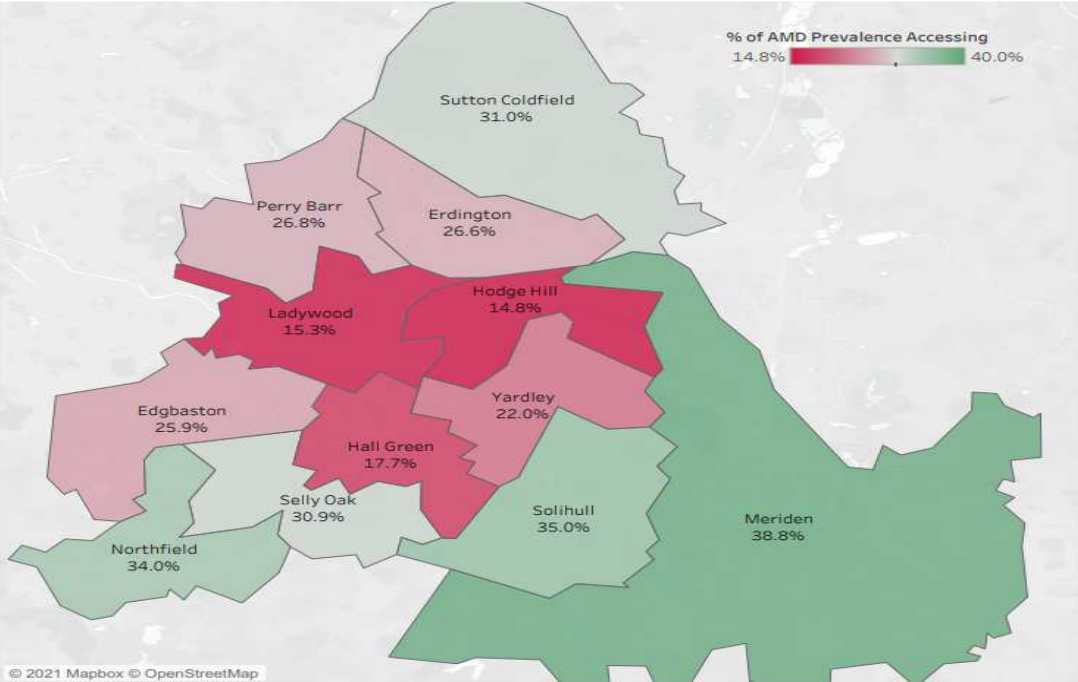 % of AMD Prevalence Accessing
14.8% 40.0%
Sutton Coldfield
31.0%
Perry Barr
26.8%
Erdington
26.6%
Hodge Hill
14.8%
Ladywood
15.3%
Yardley
22.0%
Edgbaston
25.9%
Hall Green
17.7%
Selly Oak
30.9%
Solihull
35.0%
Meriden
38.8%
Northfield
34.0%
© 2021 Mapbox © OpenStreetMap